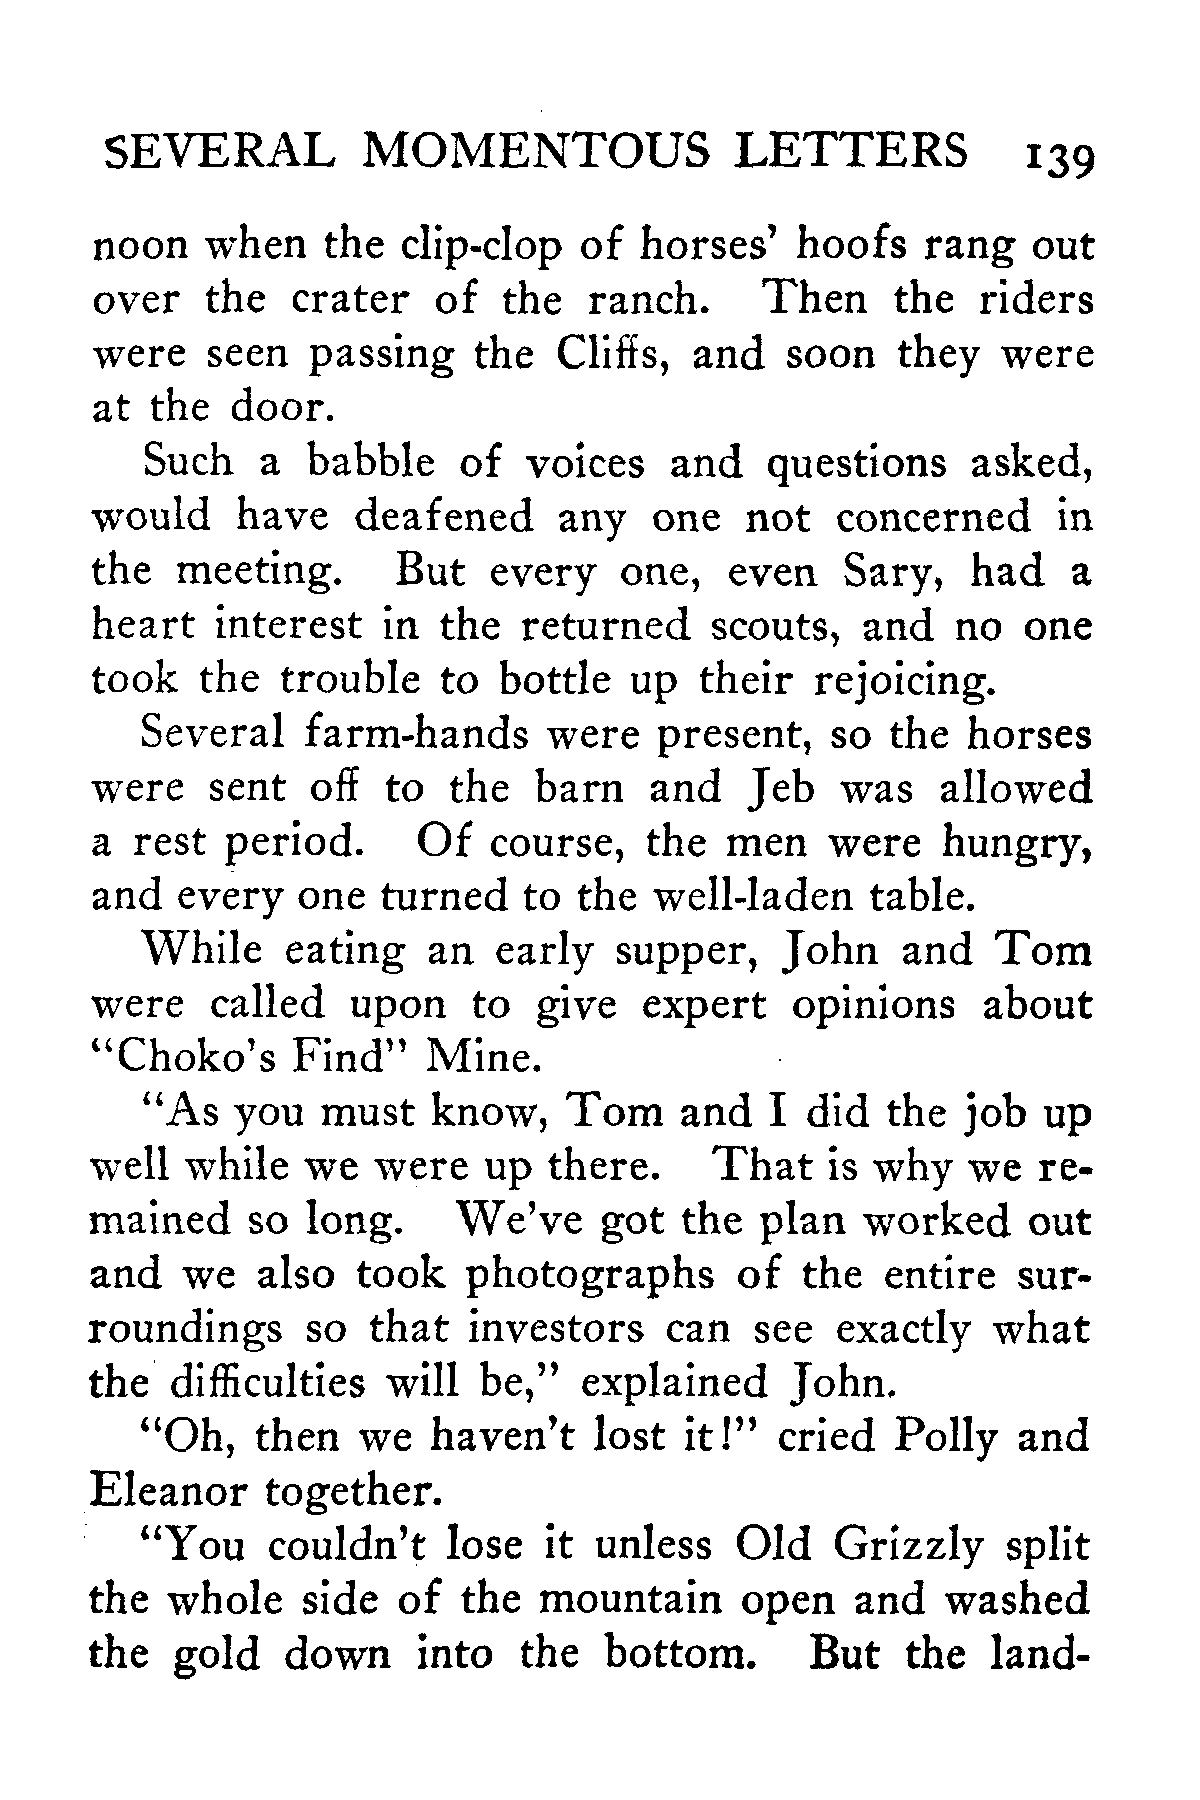 SEVERAL MOMENTOUS LETTERS 139
noon when the clip-clop of horses' hoofs rang out
over the crater of the ranch. Then the riders
were seen passing the Cliffs, and soon they were
at the door.
Such a babble of voices and questions asked,
would have deafened any one not concerned in
the meeting. But every one, even Sary, had a
heart interest in the returned scouts, and no one
took the trouble to bottle up their rejoicing.
Several farm-hands were present, so the horses
were sent off to the barn and Jeb was allowed
a rest period. Of course, the men were hungry,
and every one turned to the well-laden table.
While eating an early supper, John and Tom
were called upon to give expert opinions about
"Choko's Find" Mine.
"As you must know, Tom and I did the job up
well while we were up there. That is why we re-
mained so long. We've got the plan worked out
and we also took photographs of the entire sur-
roundings so that investors can see exactly what
the difficulties will be," explained John.
"Oh, then we haven't lost it!" cried Polly and
Eleanor together.
"You couldn't lose it unless Old Grizzly split
the whole side of the mountain open and washed
the gold down into the bottom. But the land-